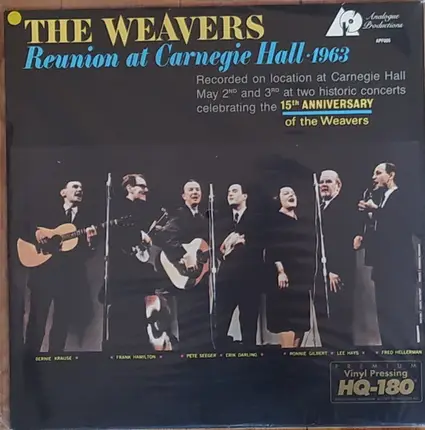 THE WEAVERS
Reunion at Carnegie Hall · 1963
Analogue
Productions
Recorded on location at Carnegie Hall
May 2ND and 3RD at two historic concerts
celebrating the 15th ANNIVERSARY
of the Weavers
BERNIE KRAUSE
FRANK HAMILTON
PETE SEEGER
ERIK DARLING
RONNIE GILBERT
LEE HAYS
FRED HELLERMAN
PREMIUM
Vinyl Pressing
HQ-180